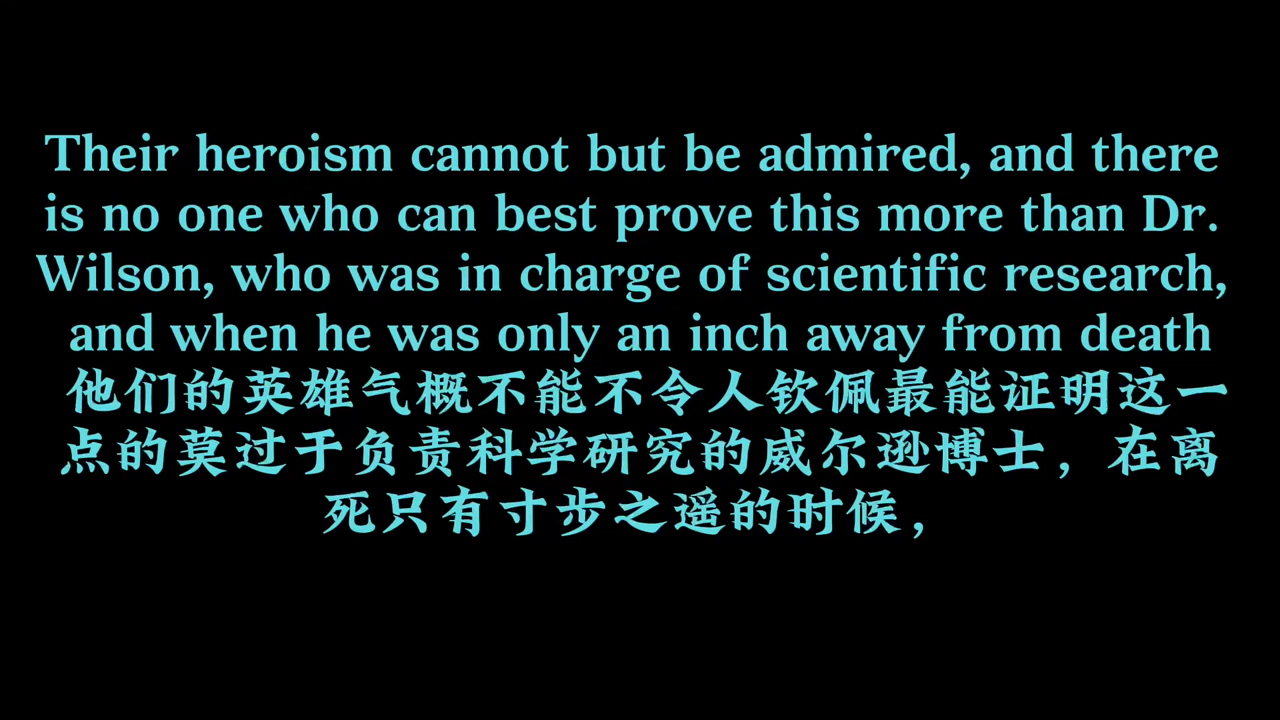 Their heroism cannot but be admired, and there
is no one who can best prove this more than Dr.
Wilson, who was in charge of scientific research,
and when he was only an inch away from death
他们的英雄气概不能不令人钦佩最能证明这一
点的莫过于负责科学研究的威尔逊博士，在离
死只有寸步之遥的时候，